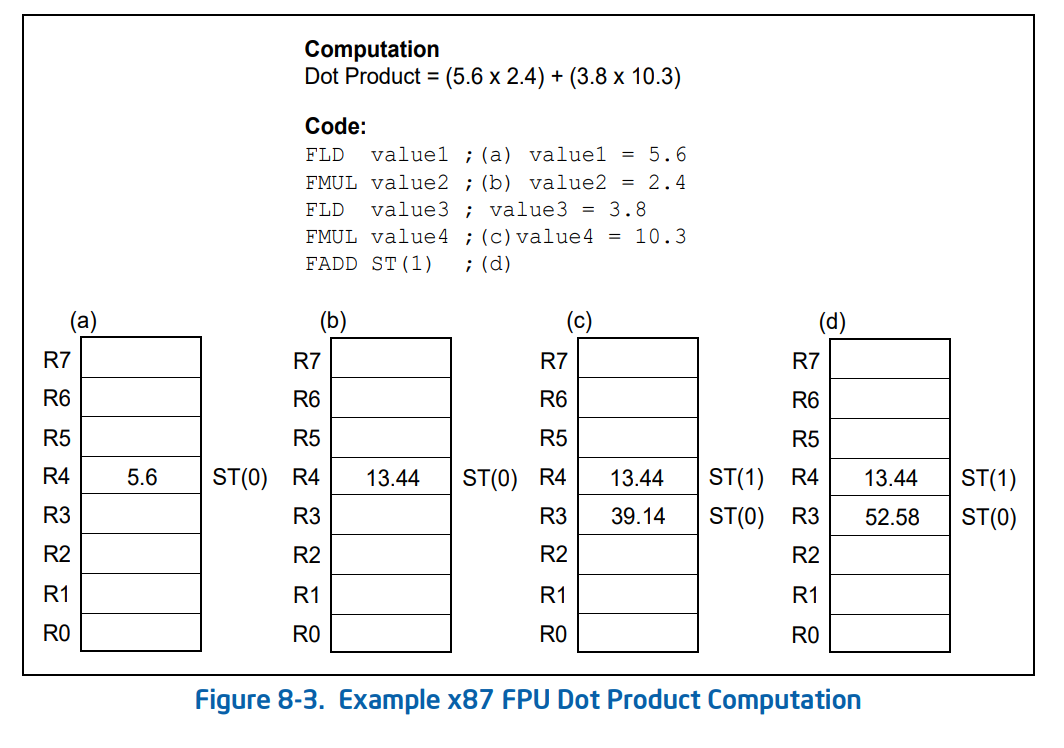 Computation
Dot Product = (5.6 x 2.4) + (3.8 x 10.3)
Code:
FLD value1 ;(a) value1 = 5.6
FMUL value2 ;(b) value2 = 2.4
FLD value3 ; value3 = 3.8
FMUL value4 ;(c)value4 = 10.3
FADD ST(1) ;(d)
(a) (b) (c) (d)
R7 R7 R7 R7
R6 R6 R6 R6
R5 R5 R5 R5
R4 5.6 ST(0) R4 13.44 ST(0) R4 13.44 ST(1) R4 13.44 ST(1)
R3 R3 R3 39.14 ST(0) R3 52.58 ST(0)
R2 R2 R2 R2
R1 R1 R1 R1
R0 R0 R0 R0
Figure 8-3. Example x87 FPU Dot Product Computation